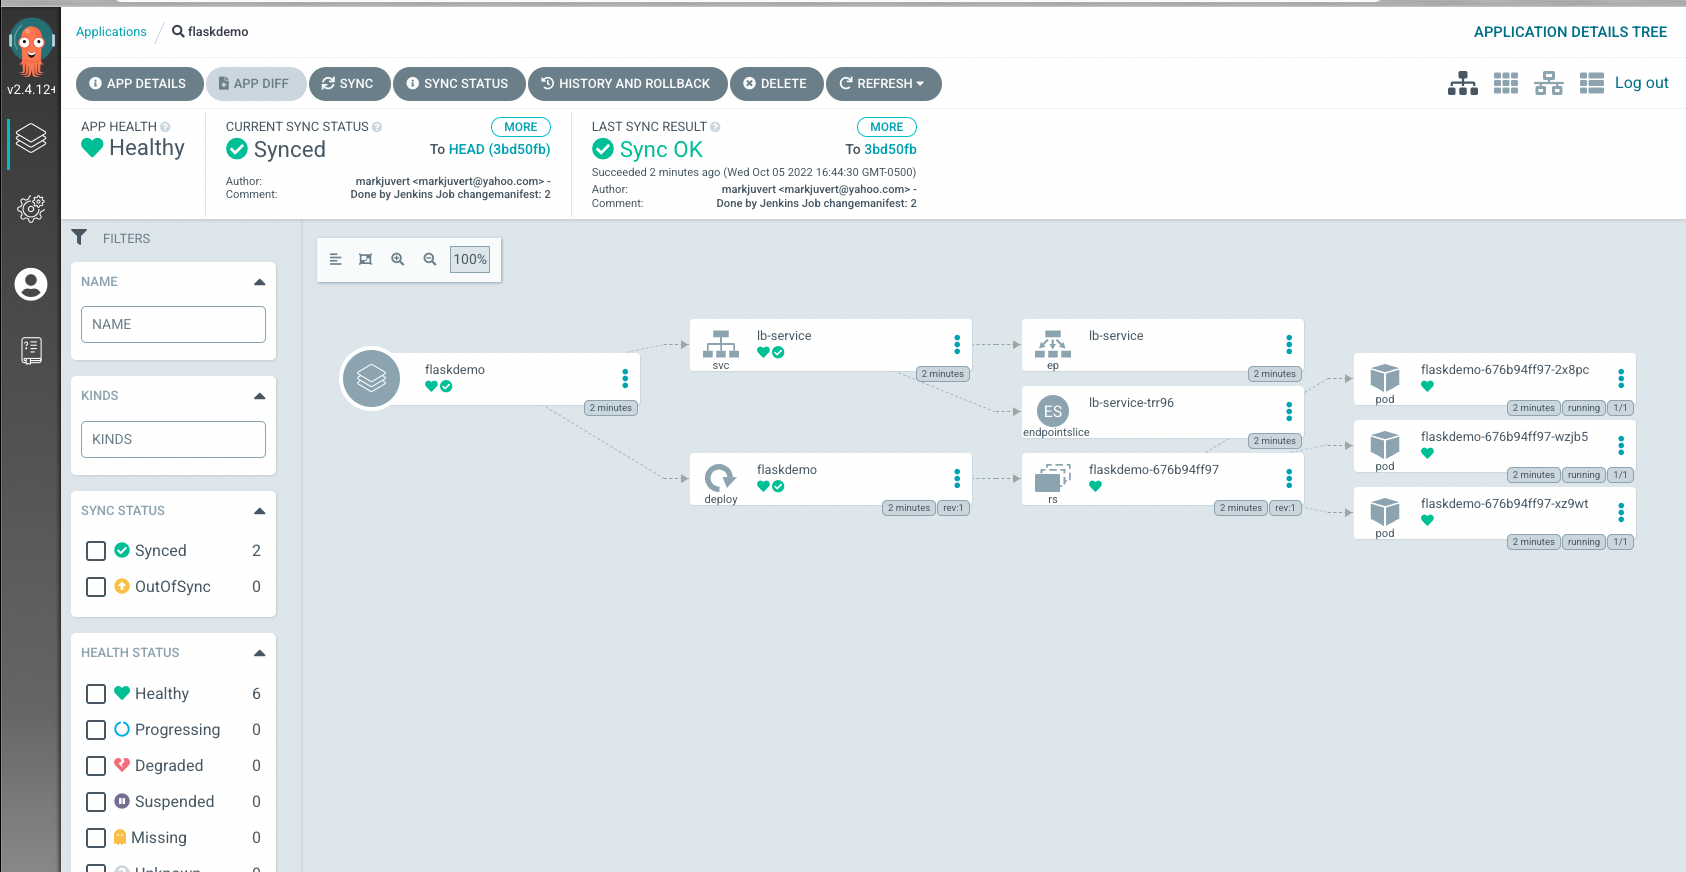 Applications / flaskdemo
APPLICATION DETAILS TREE
v2.4.12+
APP DETAILS
APP DIFF
SYNC
SYNC STATUS
HISTORY AND ROLLBACK
DELETE
REFRESH
Log out
APP HEALTH
Healthy
CURRENT SYNC STATUS
MORE
Synced
To HEAD (3bd50fb)
Author: markjuvert <markjuvert@yahoo.com> -
Comment: Done by Jenkins Job changemanifest: 2
LAST SYNC RESULT
MORE
Sync OK
To 3bd50fb
Succeeded 2 minutes ago (Wed Oct 05 2022 16:44:30 GMT-0500)
Author: markjuvert <markjuvert@yahoo.com> -
Comment: Done by Jenkins Job changemanifest: 2
FILTERS
NAME
NAME
KINDS
KINDS
SYNC STATUS
Synced 2
OutOfSync 0
HEALTH STATUS
Healthy 6
Progressing 0
Degraded 0
Suspended 0
Missing 0
100%
flaskdemo
2 minutes
lb-service
svc
2 minutes
flaskdemo
deploy
2 minutes rev:1
lb-service
ep
2 minutes
ES
lb-service-trr96
endpointslice
2 minutes
flaskdemo-676b94ff97
rs
2 minutes rev:1
flaskdemo-676b94ff97-2x8pc
pod
2 minutes running 1/1
flaskdemo-676b94ff97-wzjb5
pod
2 minutes running 1/1
flaskdemo-676b94ff97-xz9wt
pod
2 minutes running 1/1